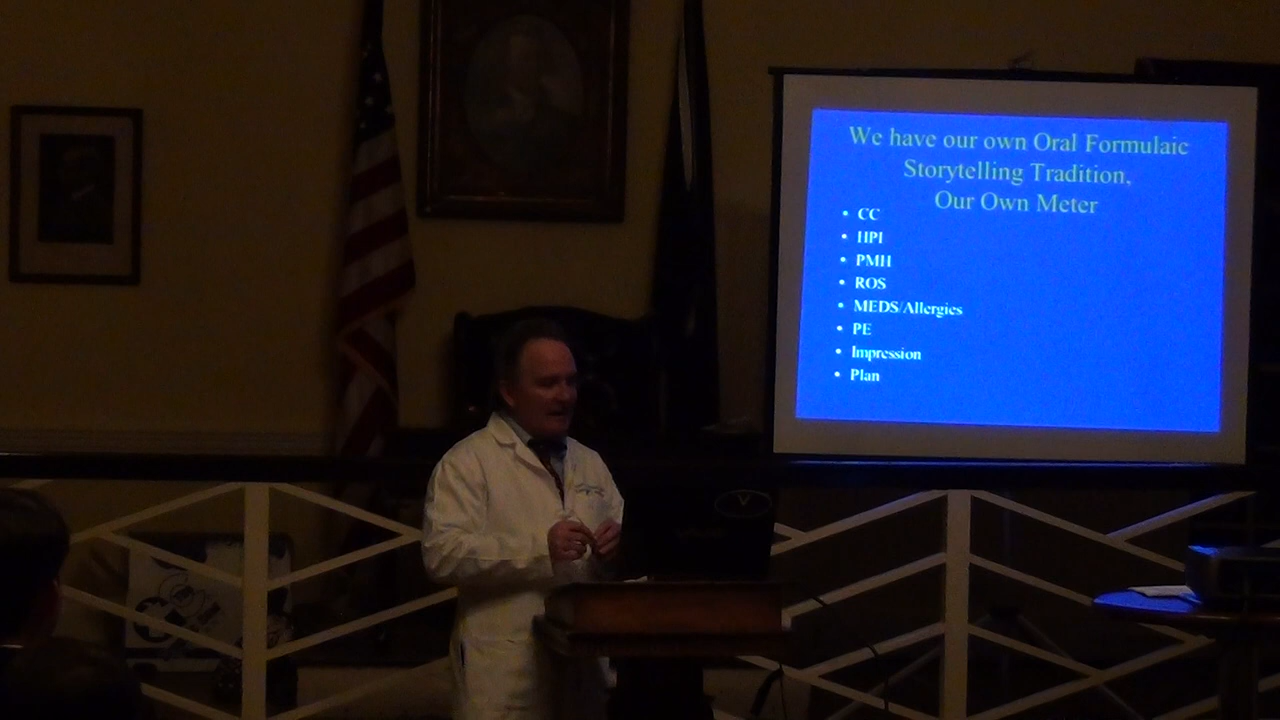 We have our own Oral Formulaic
Storytelling Tradition,
Our Own Meter
• CC
• HPI
• PMH
• ROS
• MEDS/Allergies
• PE
• Impression
• Plan